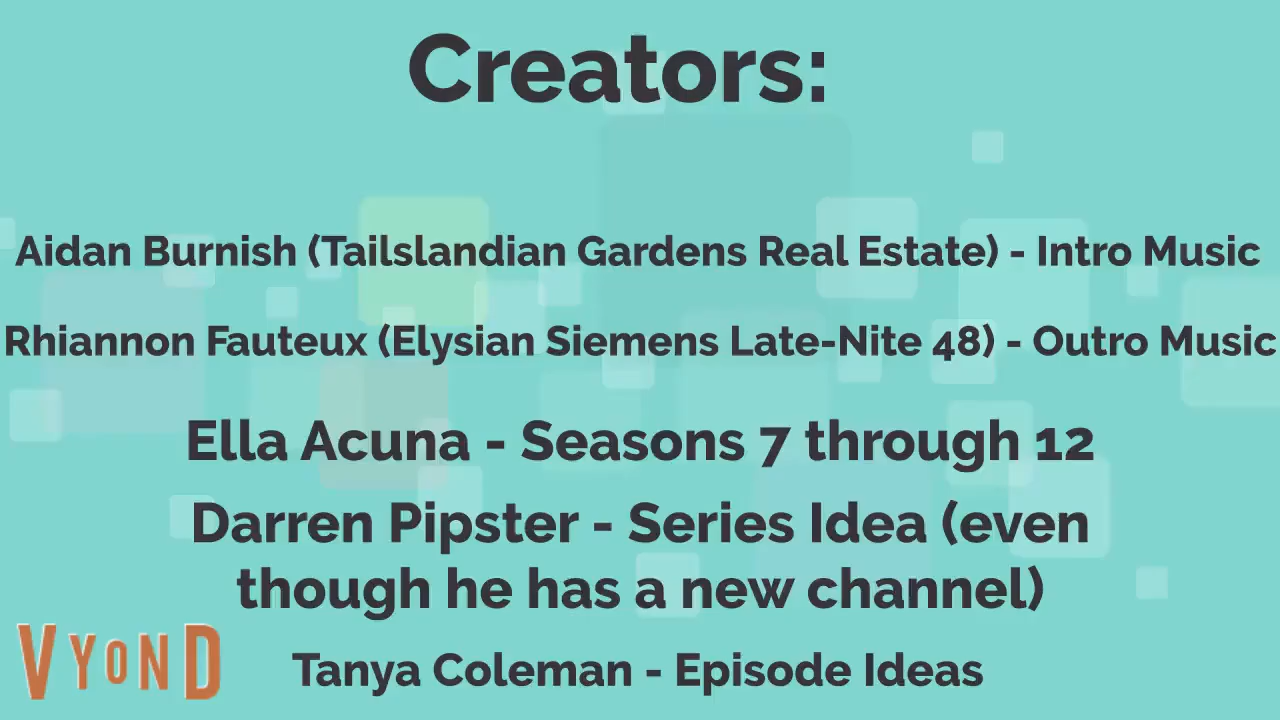 Creators:
Aidan Burnish (Tailslandian Gardens Real Estate) - Intro Music
Rhiannon Fauteux (Elysian Siemens Late-Nite 48) - Outro Music
Ella Acuna - Seasons 7 through 12
Darren Pipster - Series Idea (even
though he has a new channel)
Tanya Coleman - Episode Ideas
VYOND